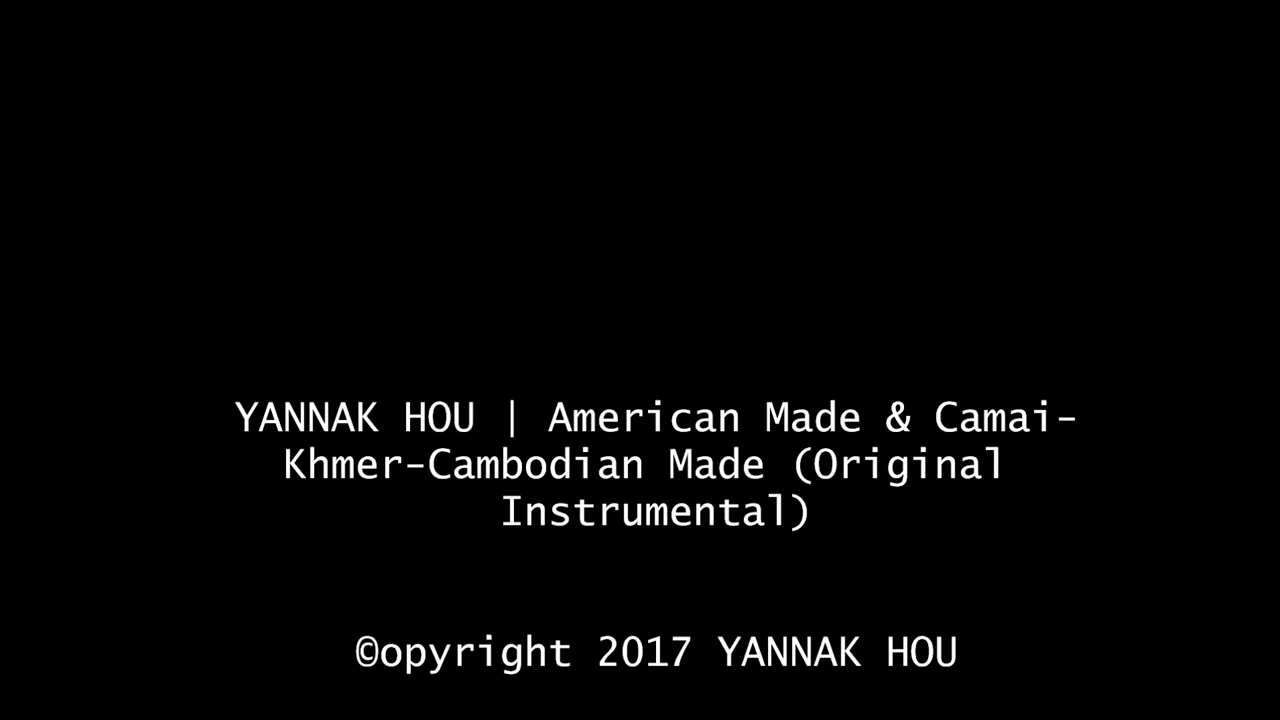 YANNAK HOU | American Made & Camai-
Khmer-Cambodian Made (Original
Instrumental)
©opyright 2017 YANNAK HOU